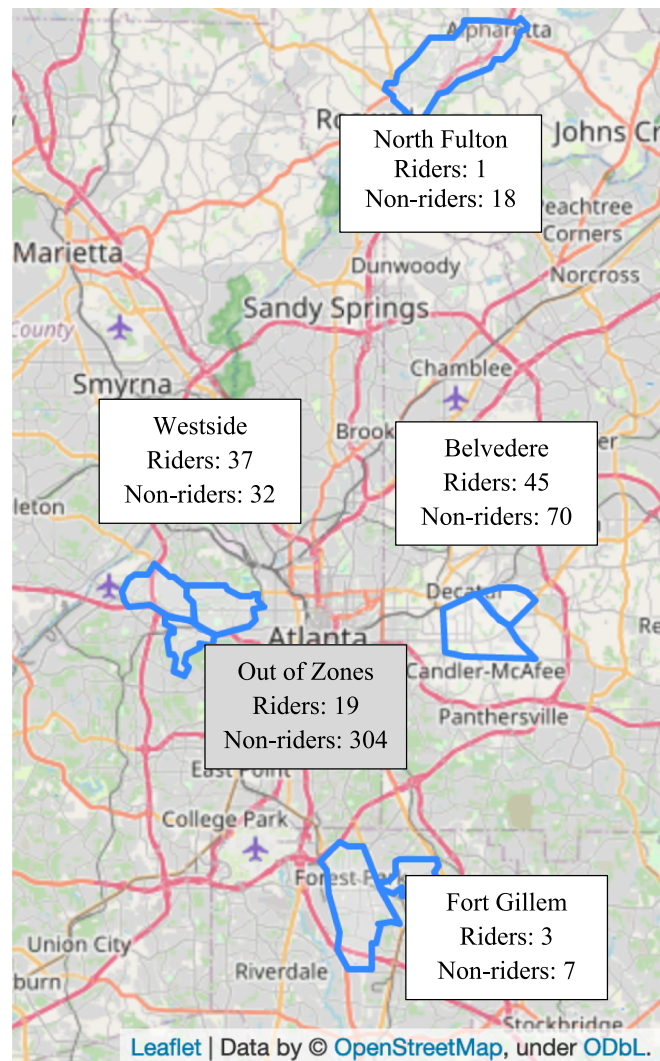 Alpharetta
North Fulton
Riders: 1
Non-riders: 18
Johns Cr
Peachtree
Corners
Marietta
Dunwoody
Norcross
Sandy Springs
County
Chamblee
Smyrna
Westside
Riders: 37
Non-riders: 32
Brook
Belvedere
Riders: 45
Non-riders: 70
er
leton
Decatur
Atlanta
Re
Out of Zones
Riders: 19
Non-riders: 304
Candler-McAfee
Panthersville
East Point
College Park
Forest Park
Fort Gillem
Riders: 3
Non-riders: 7
Union City
Riverdale
burn
Stockbridge
Leaflet | Data by © OpenStreetMap, under ODbL.